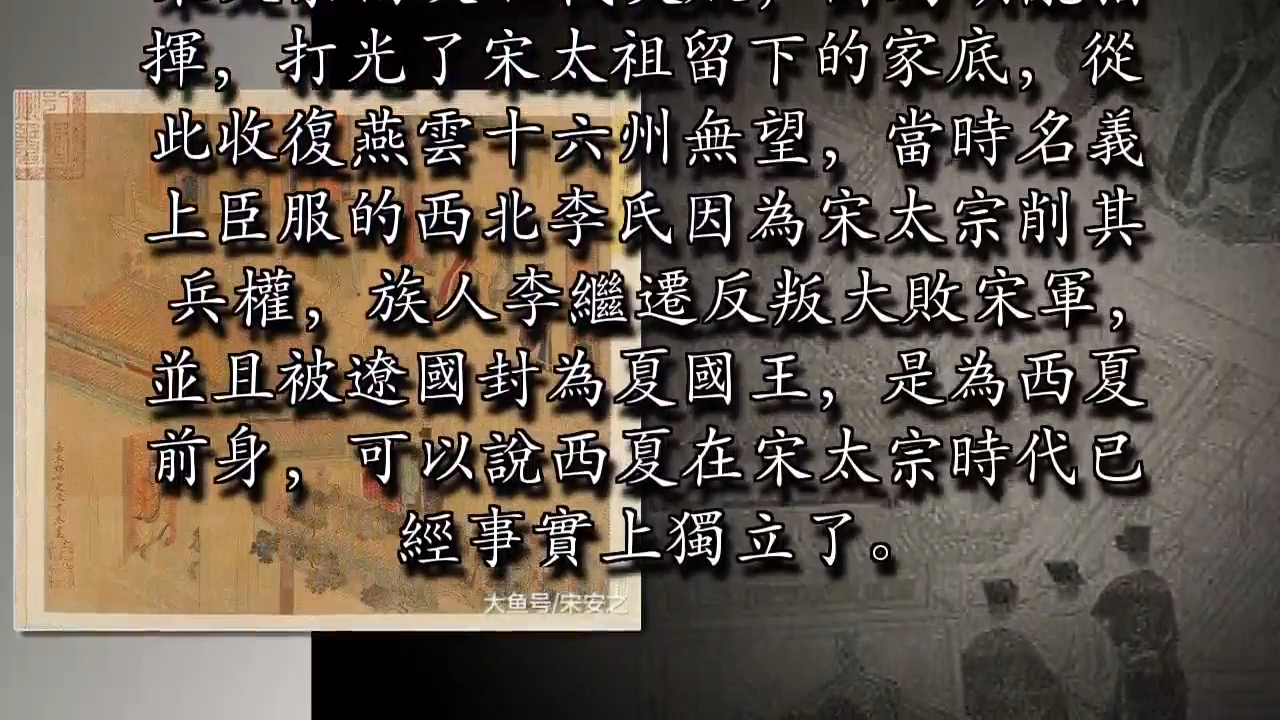 揮，打光了宋太祖留下的家底，從
此收復燕雲十六州無望，當時名義
上臣服的西北李氏因為宋太宗削其
兵權，族人李繼遷反叛大敗宋軍，
並且被遼國封為夏國王，是為西夏
前身，可以說西夏在宋太宗時代已
經事實上獨立了。
大鱼号/宋安之